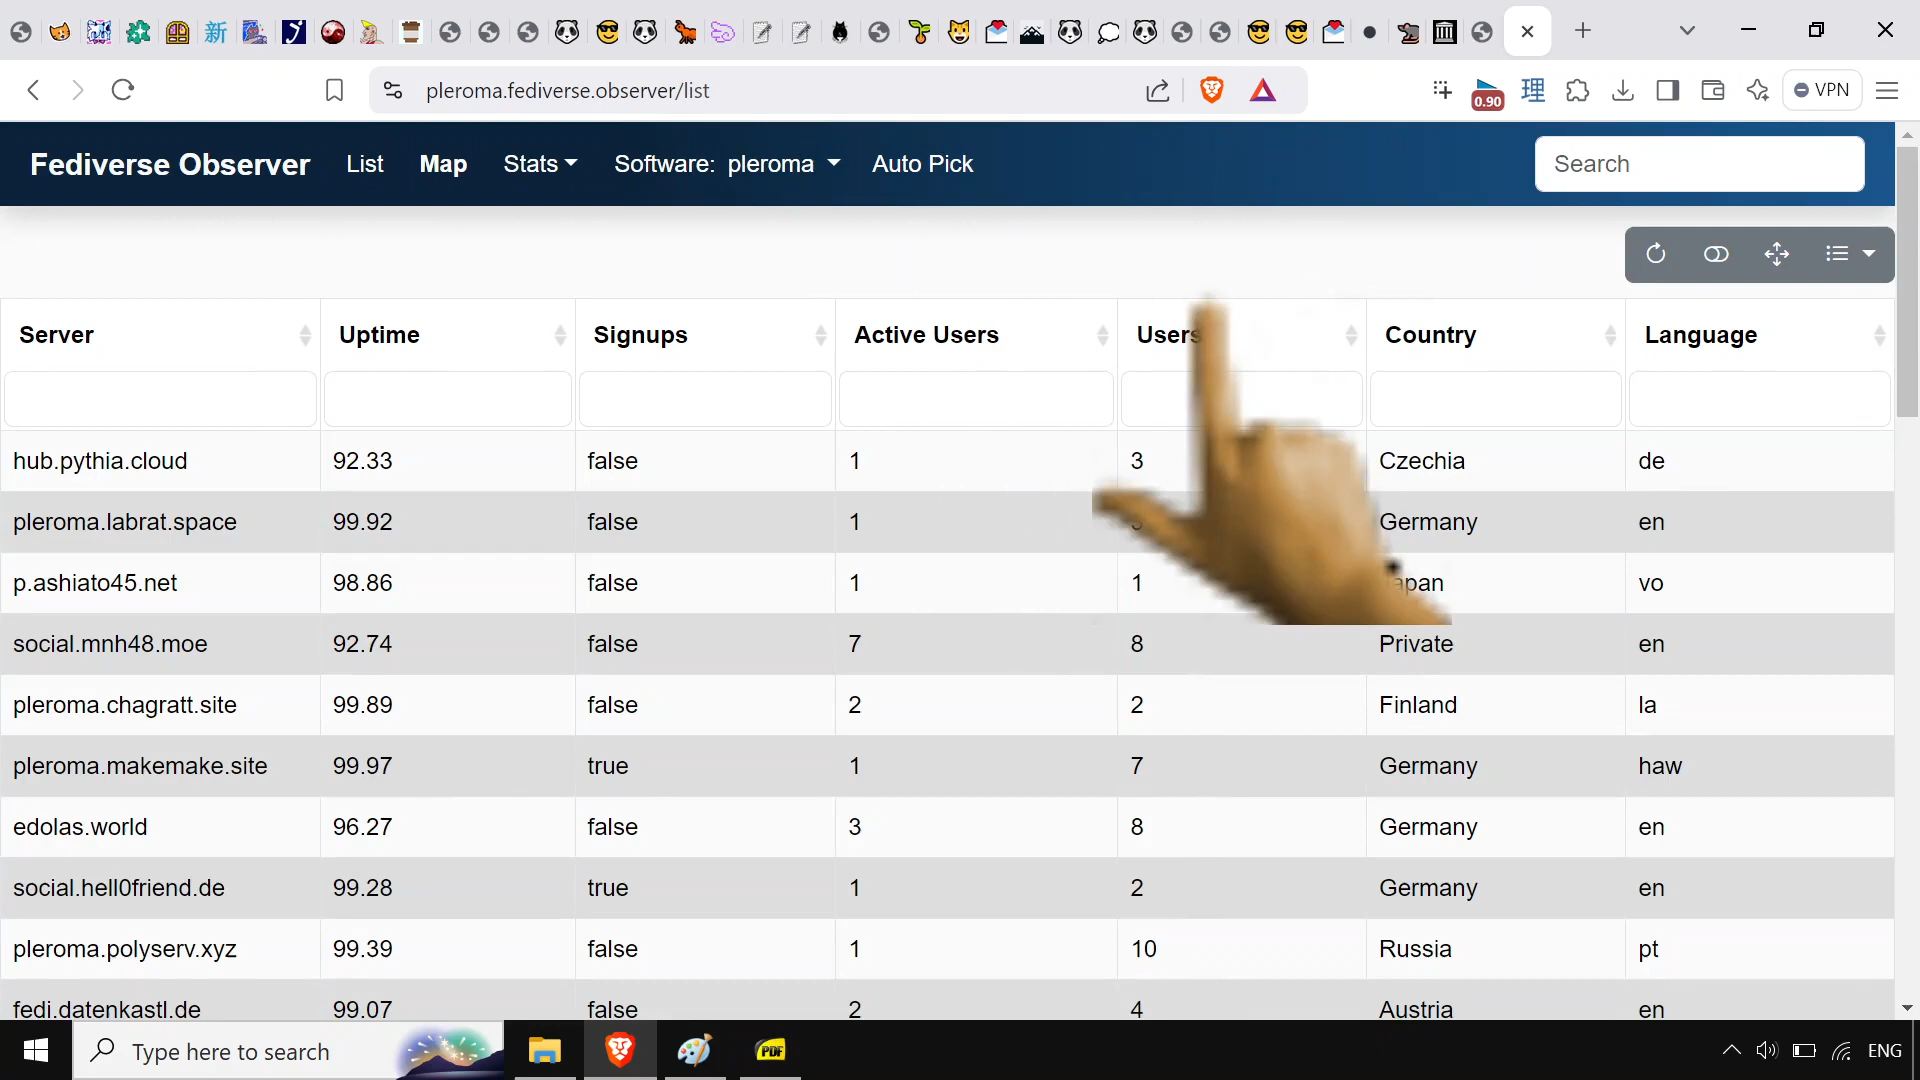 新
J
pleroma.fediverse.observer/list
0.90
理
VPN
Fediverse Observer List Map Stats Software: pleroma Auto Pick Search
Server Uptime Signups Active Users Users Country Language
hub.pythia.cloud 92.33 false 1 3 Czechia de
pleroma.labrat.space 99.92 false 1 Germany en
p.ashiato45.net 98.86 false 1 1 Japan vo
social.mnh48.moe 92.74 false 7 8 Private en
pleroma.chagratt.site 99.89 false 2 2 Finland la
pleroma.makemake.site 99.97 true 1 7 Germany haw
edolas.world 96.27 false 3 8 Germany en
social.hell0friend.de 99.28 true 1 2 Germany en
pleroma.polyserv.xyz 99.39 false 1 10 Russia pt
fedi.datenkastl.de 99.07 false 2 4 Austria en
Type here to search
PDF
ENG